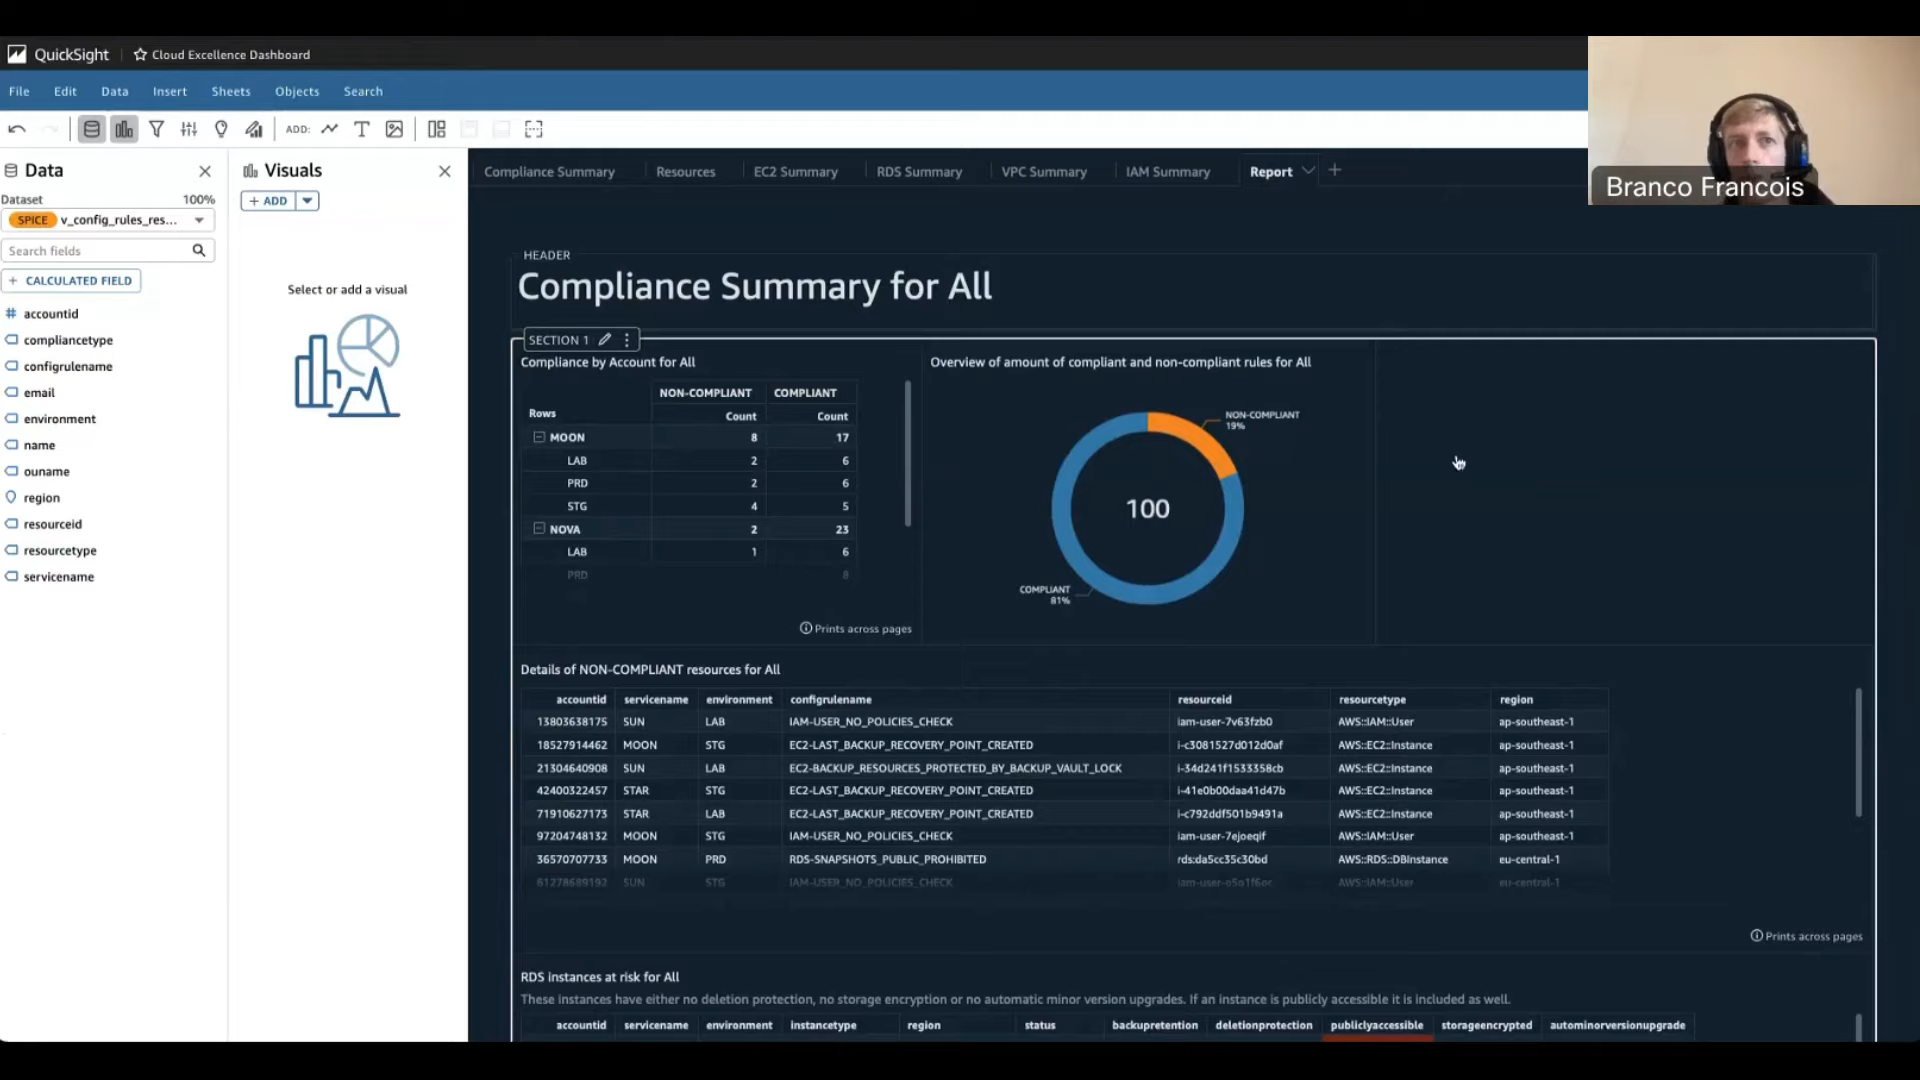 QuickSight
Cloud Excellence Dashboard
File Edit Data Insert Sheets Objects Search
ADD:
Data
Dataset 100%
SPICE v_config_rules_res...
Search fields
+ CALCULATED FIELD
# accountid
compliancetype
configrulename
email
environment
name
ouname
region
resourceid
resourcetype
servicename
Visuals
+ ADD
Select or add a visual
Compliance Summary Resources EC2 Summary RDS Summary VPC Summary IAM Summary Report +
Branco Francois
HEADER
Compliance Summary for All
SECTION 1
Compliance by Account for All
NON-COMPLIANT COMPLIANT
Rows Count Count
MOON 8 17
LAB 2 6
PRD 2 6
STG 4 5
NOVA 2 23
LAB 1 6
PRD 8
Prints across pages
Overview of amount of compliant and non-compliant rules for All
NON-COMPLIANT
19%
100
COMPLIANT
81%
Details of NON-COMPLIANT resources for All
accountid servicename environment configrulename resourceid resourcetype region
13803638175 SUN LAB IAM-USER_NO_POLICIES_CHECK iam-user-7v63fzb0 AWS::IAM::User ap-southeast-1
18527914462 MOON STG EC2-LAST_BACKUP_RECOVERY_POINT_CREATED i-c3081527d012d0af AWS::EC2::Instance ap-southeast-1
21304640908 SUN LAB EC2-BACKUP_RESOURCES_PROTECTED_BY_BACKUP_VAULT_LOCK i-34d241f1533358cb AWS::EC2::Instance ap-southeast-1
42400322457 STAR STG EC2-LAST_BACKUP_RECOVERY_POINT_CREATED i-41e0b00daa41d47b AWS::EC2::Instance ap-southeast-1
71910627173 STAR LAB EC2-LAST_BACKUP_RECOVERY_POINT_CREATED i-c792ddf501b9491a AWS::EC2::Instance ap-southeast-1
97204748132 MOON STG IAM-USER_NO_POLICIES_CHECK iam-user-7ejoeqif AWS::IAM::User ap-southeast-1
36570707733 MOON PRD RDS-SNAPSHOTS_PUBLIC_PROHIBITED rds:da5cc35c30bd AWS::RDS::DBInstance eu-central-1
61278689192 SUN STG IAM-USER_NO_POLICIES_CHECK AWS::IAM::User eu-central-1
Prints across pages
RDS instances at risk for All
These instances have either no deletion protection, no storage encryption or no automatic minor version upgrades. If an instance is publicly accessible it is included as well.
accountid servicename environment instancetype region status backupretention deletionprotection publiclyaccessible storageencrypted autominorversionupgrade